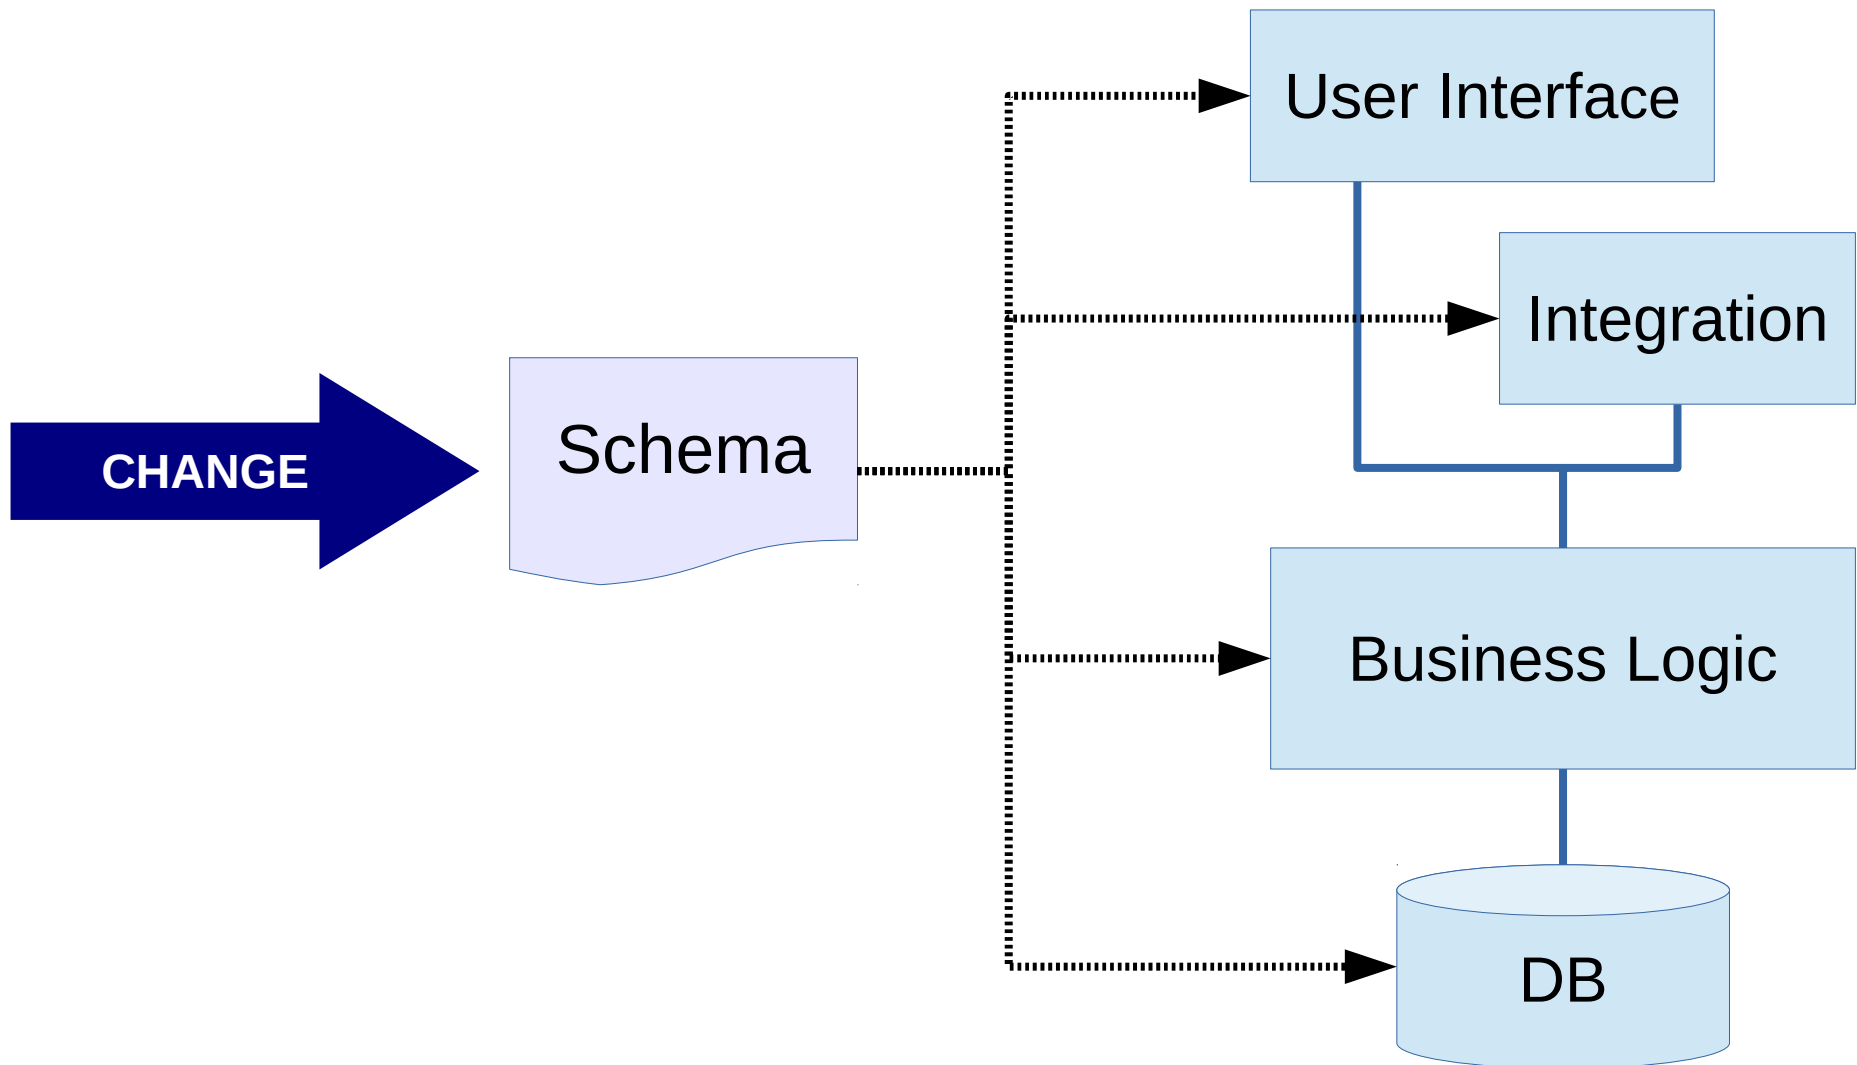 User Interface
Integration
CHANGE
Schema
Business Logic
DB